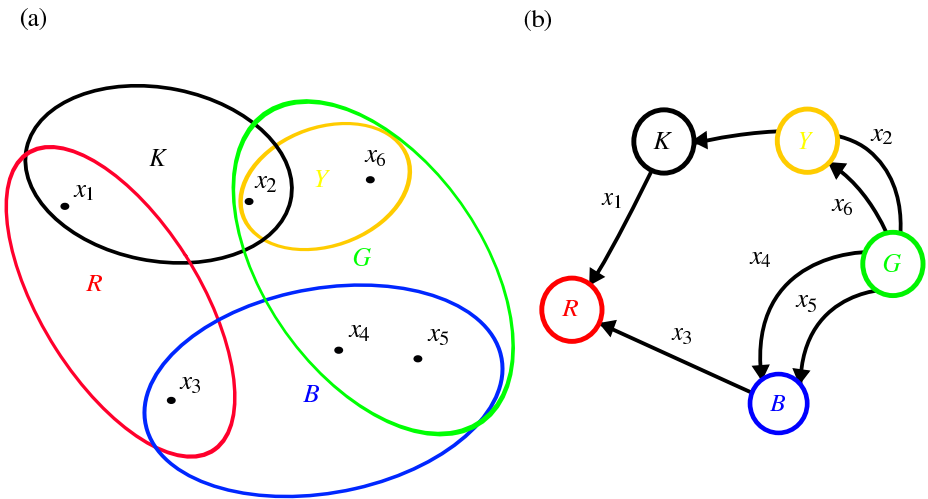 (a)
(b)
K
x₁
x₂
Y
x₆
G
R
x₄
x₅
x₃
B
K
Y
x₂
x₁
x₆
x₄
G
x₅
R
x₃
B